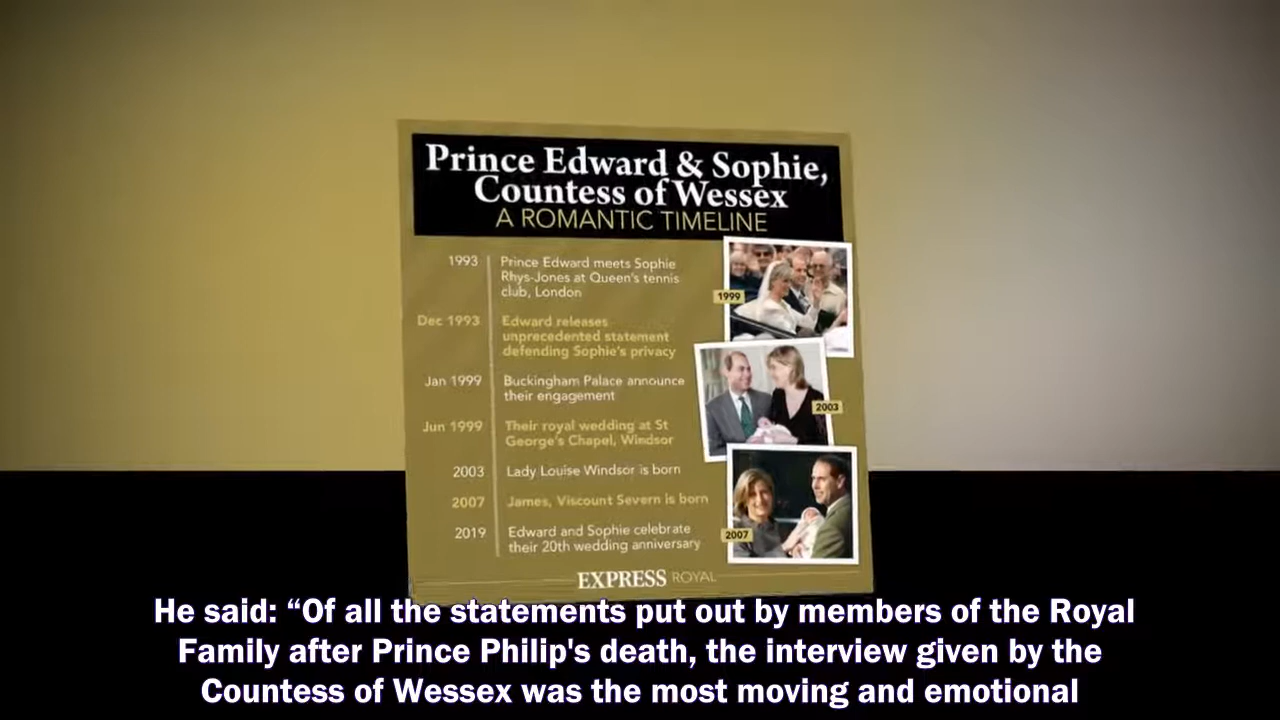 Prince Edward & Sophie,
Countess of Wessex
A ROMANTIC TIMELINE
1993 Prince Edward meets Sophie
Rhys-Jones at Queen's tennis
club, London
Dec 1993 Edward releases
unprecedented statement
defending Sophie's privacy
Jan 1999 Buckingham Palace announce
their engagement
Jun 1999 Their royal wedding at St
George's Chapel, Windsor
2003 Lady Louise Windsor is born
2007 James, Viscount Severn is born
2019 Edward and Sophie celebrate
their 20th wedding anniversary
1999
2003
2007
EXPRESS ROYAL
He said: “Of all the statements put out by members of the Royal
Family after Prince Philip's death, the interview given by the
Countess of Wessex was the most moving and emotional